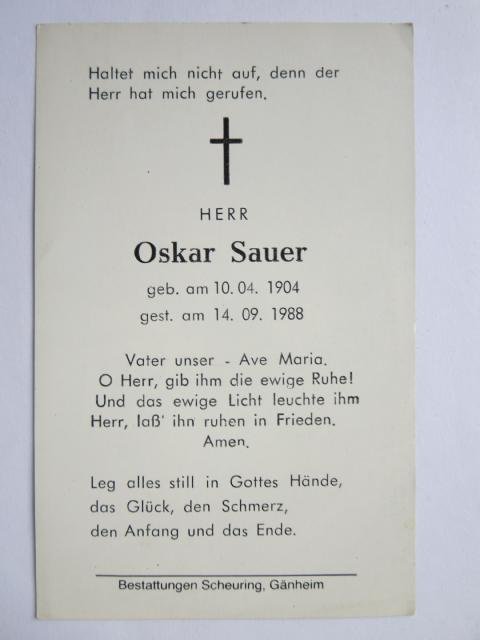 Haltet mich nicht auf, denn der
Herr hat mich gerufen.
HERR
Oskar Sauer
geb. am 10. 04. 1904
gest. am 14. 09. 1988
Vater unser - Ave Maria.
O Herr, gib ihm die ewige Ruhe!
Und das ewige Licht leuchte ihm
Herr, laß' ihn ruhen in Frieden.
Amen.
Leg alles still in Gottes Hände,
das Glück, den Schmerz,
den Anfang und das Ende.
Bestattungen Scheuring, Gänheim